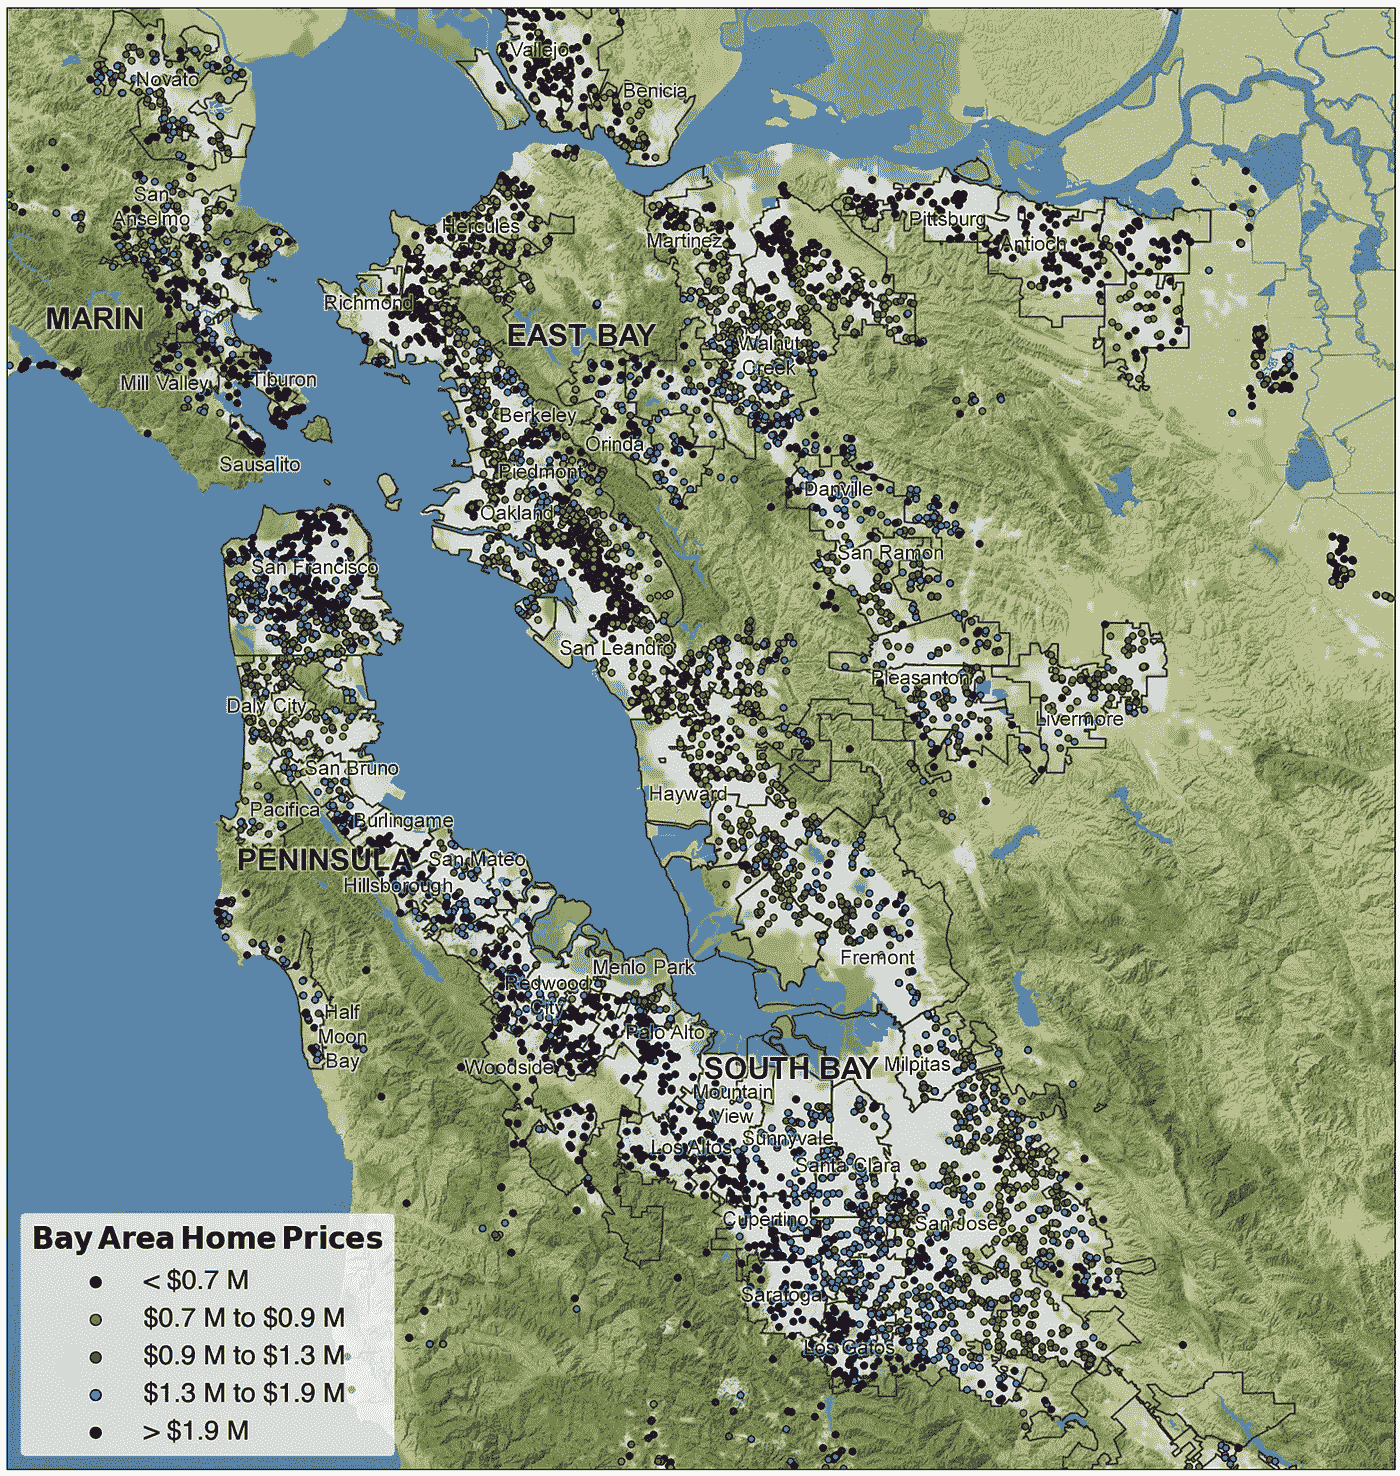 Vallejo
Novato
Benicia
San
Anselmo
Hercules
Pittsburg
Martinez
Antioch
Richmond
MARIN
EAST BAY
Walnut
Creek
Mill Valley
Tiburon
Berkeley
Orinda
Sausalito
Piedmont
Danville
Oakland
San Ramon
San Francisco
San Leandro
Pleasanton
Daly City
Livermore
San Bruno
Hayward
Pacifica
Burlingame
PENINSULA
San Mateo
Hillsborough
Fremont
Menlo Park
Redwood
City
Half
Moon
Bay
Palo Alto
Woodside
SOUTH BAY
Milpitas
Mountain
View
Sunnyvale
Los Altos
Santa Clara
Cupertino
San Jose
Saratoga
Los Gatos
Bay Area Home Prices
< $0.7 M
$0.7 M to $0.9 M
$0.9 M to $1.3 M
$1.3 M to $1.9 M
> $1.9 M